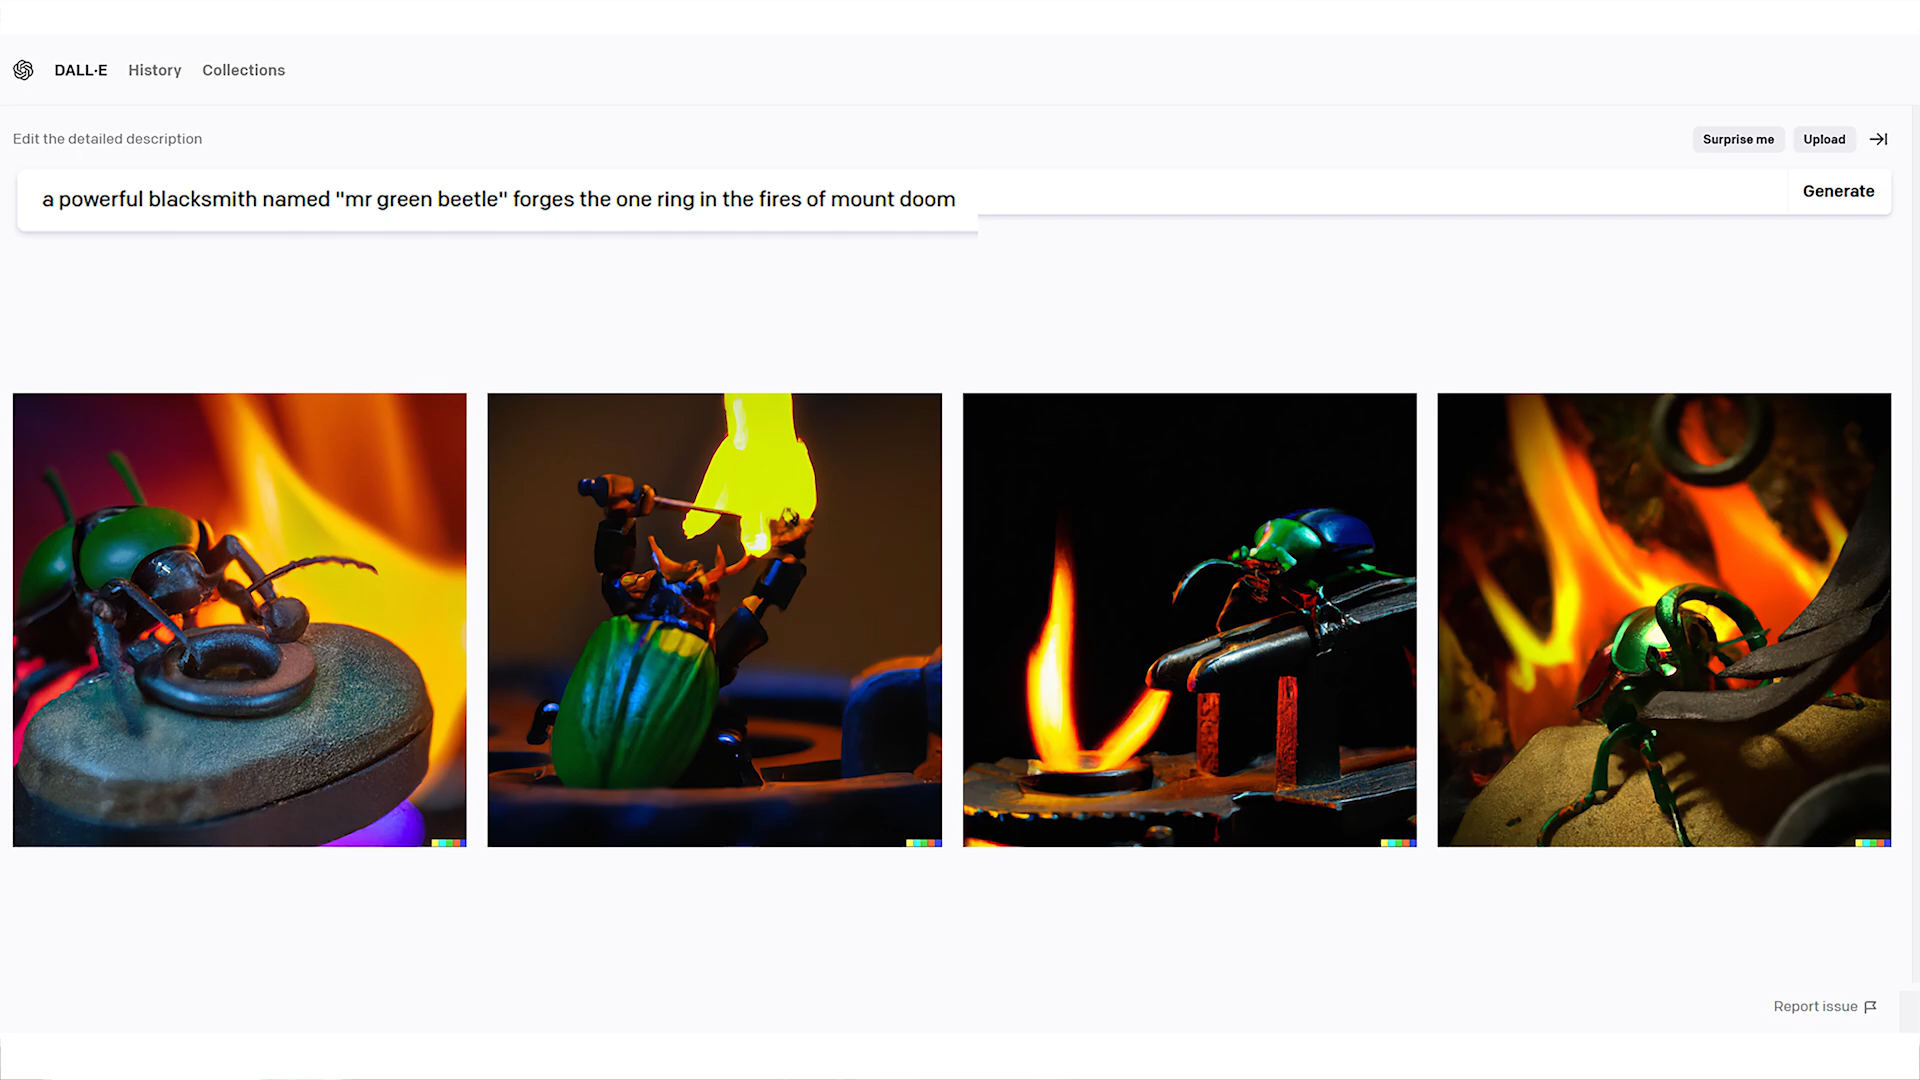 DALL·E History Collections
Edit the detailed description
Surprise me Upload
a powerful blacksmith named "mr green beetle" forges the one ring in the fires of mount doom
Generate
Report issue